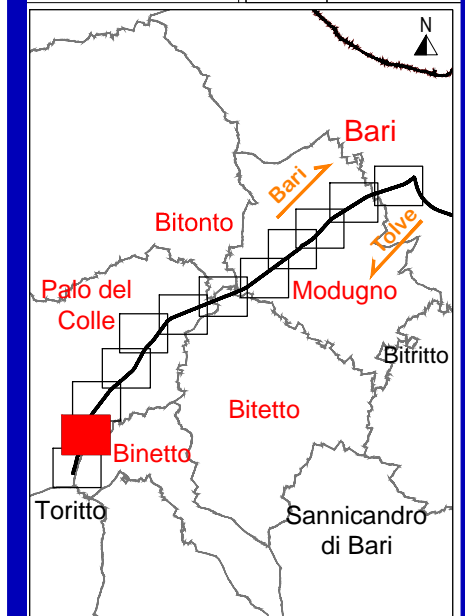 N
Bari
Bari
Tolve
Bitonto
Palo del
Colle
Modugno
Bitritto
Bitetto
Binetto
Toritto
Sannicandro
di Bari